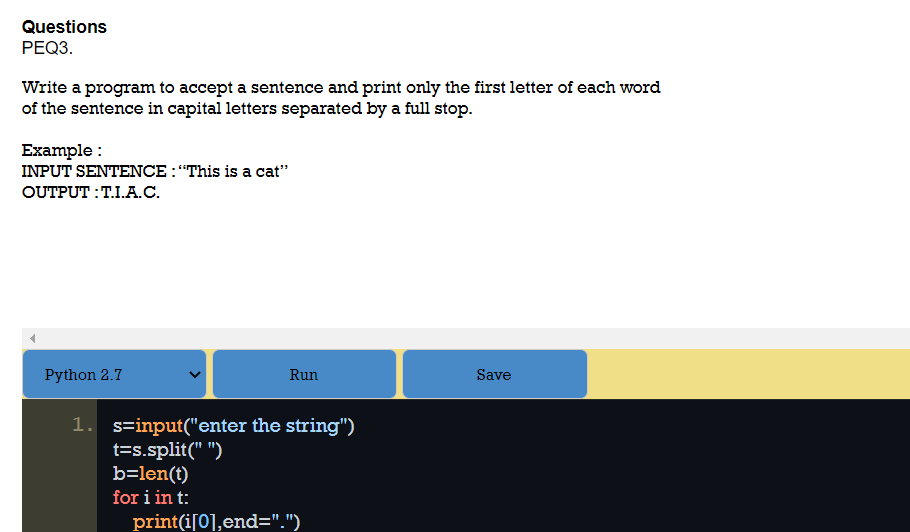 Questions
PEQ3.
Write a program to accept a sentence and print only the first letter of each word
of the sentence in capital letters separated by a full stop.
Example :
INPUT SENTENCE : “This is a cat”
OUTPUT : T.I.A.C.
Python 2.7 Run Save
1. s=input("enter the string")
t=s.split(" ")
b=len(t)
for i in t:
print(i[0],end=".")